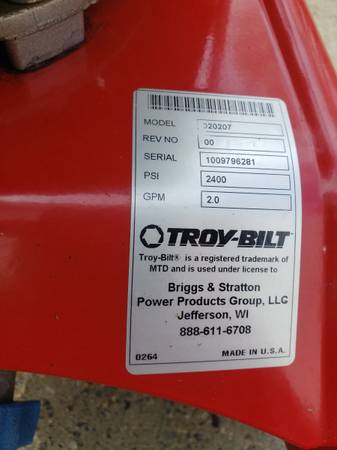 MODEL 020207
REV NO 00
SERIAL 1009796281
PSI 2400
GPM 2.0
TROY-BILT
Troy-Bilt® is a registered trademark of
MTD and is used under license to
Briggs & Stratton
Power Products Group, LLC
Jefferson, WI
888-611-6708
0264 MADE IN U.S.A.